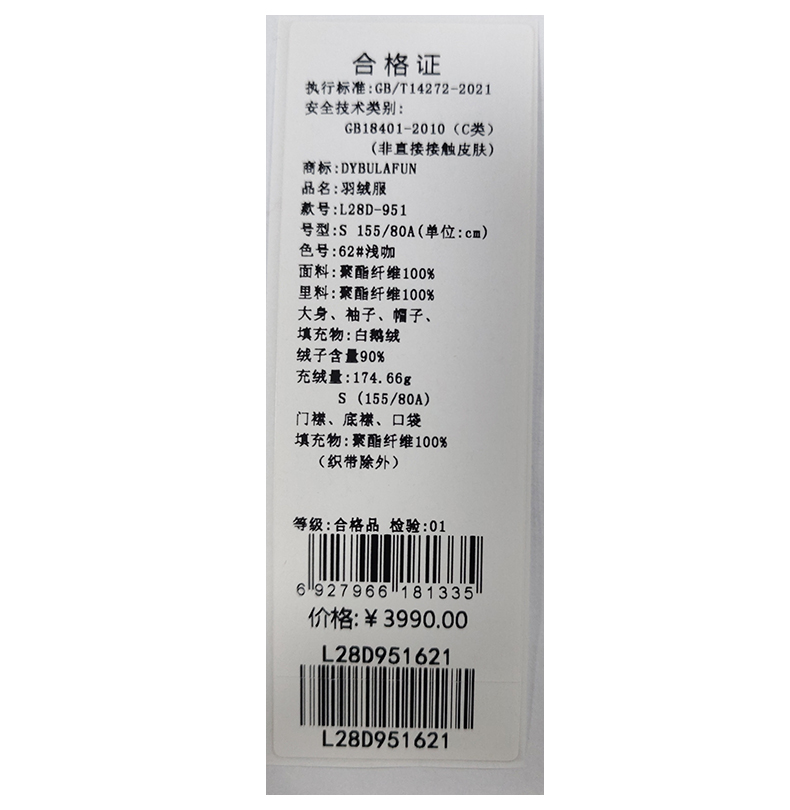 合格证
执行标准:GB/T14272-2021
安全技术类别:
GB18401-2010（C类）
(非直接接触皮肤)
商标:DYBULAFUN
品名:羽绒服
款号:L28D-951
号型:S 155/80A(单位:cm)
色号:62#浅咖
面料:聚酯纤维100%
里料:聚酯纤维100%
大身、袖子、帽子、
填充物:白鹅绒
绒子含量90%
充绒量:174.66g
S (155/80A)
门襟、底襟、口袋
填充物:聚酯纤维100%
（织带除外）
等级:合格品 检验:01
6 927966 181335
价格:￥3990.00
L28D951621
L28D951621